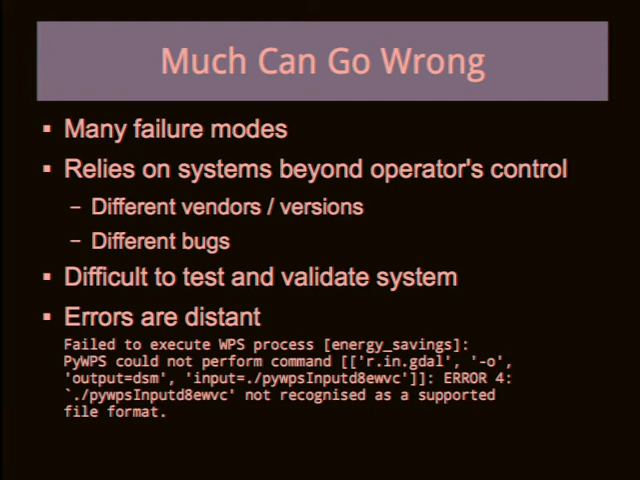 Much Can Go Wrong
▪ Many failure modes
▪ Relies on systems beyond operator's control
– Different vendors / versions
– Different bugs
▪ Difficult to test and validate system
▪ Errors are distant
Failed to execute WPS process [energy_savings]:
PyWPS could not perform command [['r.in.gdal', '-o',
'output=dsm', 'input=./pywpsInputd8ewvc']]: ERROR 4:
`./pywpsInputd8ewvc' not recognised as a supported
file format.